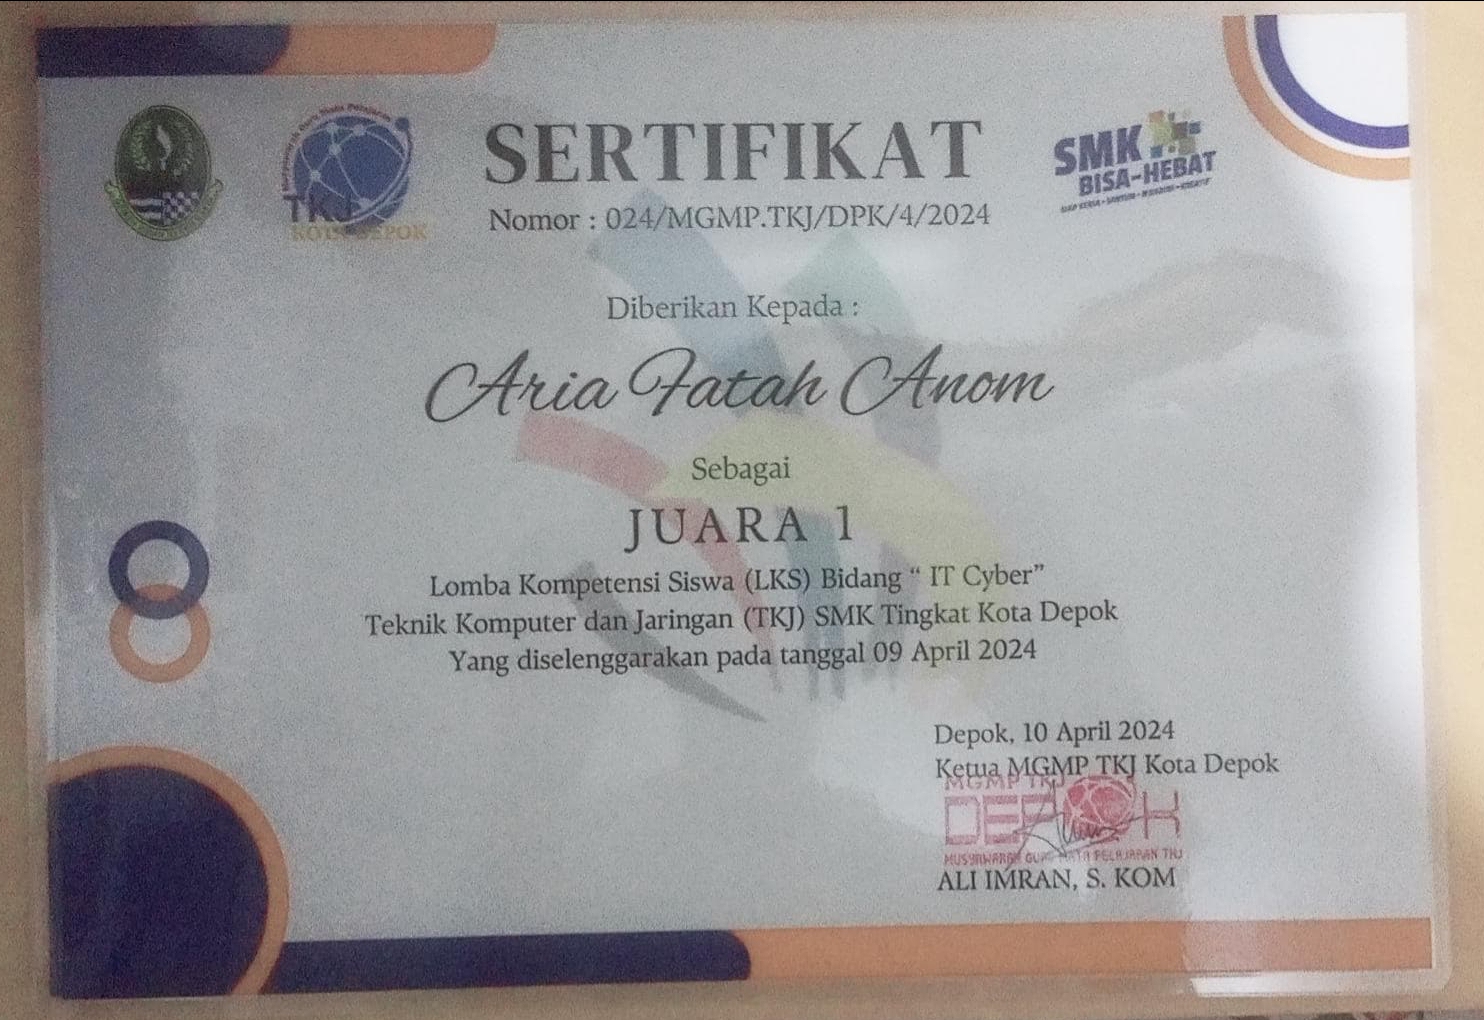 SERTIFIKAT
Nomor : 024/MGMP.TKJ/DPK/4/2024
TKJ
KOTA DEPOK
SMK
BISA-HEBAT
Diberikan Kepada :
Aria Fatah Anom
Sebagai
JUARA 1
Lomba Kompetensi Siswa (LKS) Bidang “ IT Cyber”
Teknik Komputer dan Jaringan (TKJ) SMK Tingkat Kota Depok
Yang diselenggarakan pada tanggal 09 April 2024
Depok, 10 April 2024
Ketua MGMP TKJ Kota Depok
MGMP TKJ
DEPOK
MUSYAWARAH GURU MATA PELAJARAN TKJ
ALI IMRAN, S. KOM